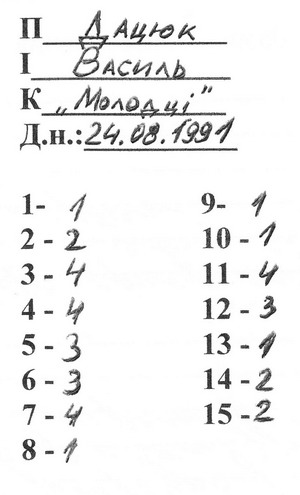 П Дацюк
І Василь
К „Молодці"
Д.н.: 24.08.1991
1- 1
2 - 2
3 - 4
4 - 4
5 - 3
6 - 3
7 - 4
8 - 1
9- 1
10 - 1
11 - 4
12 - 3
13 - 1
14 - 2
15 - 2